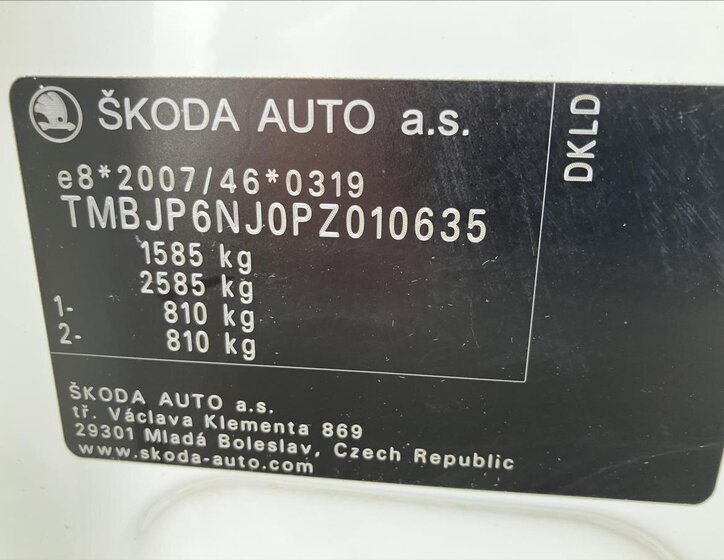 ŠKODA AUTO a.s.
e8*2007/46*0319
TMBJP6NJ0PZ010635
1585 kg
2585 kg
1- 810 kg
2- 810 kg
DKLD
ŠKODA AUTO a.s.
tř. Václava Klementa 869
29301 Mladá Boleslav, Czech Republic
www.skoda-auto.com